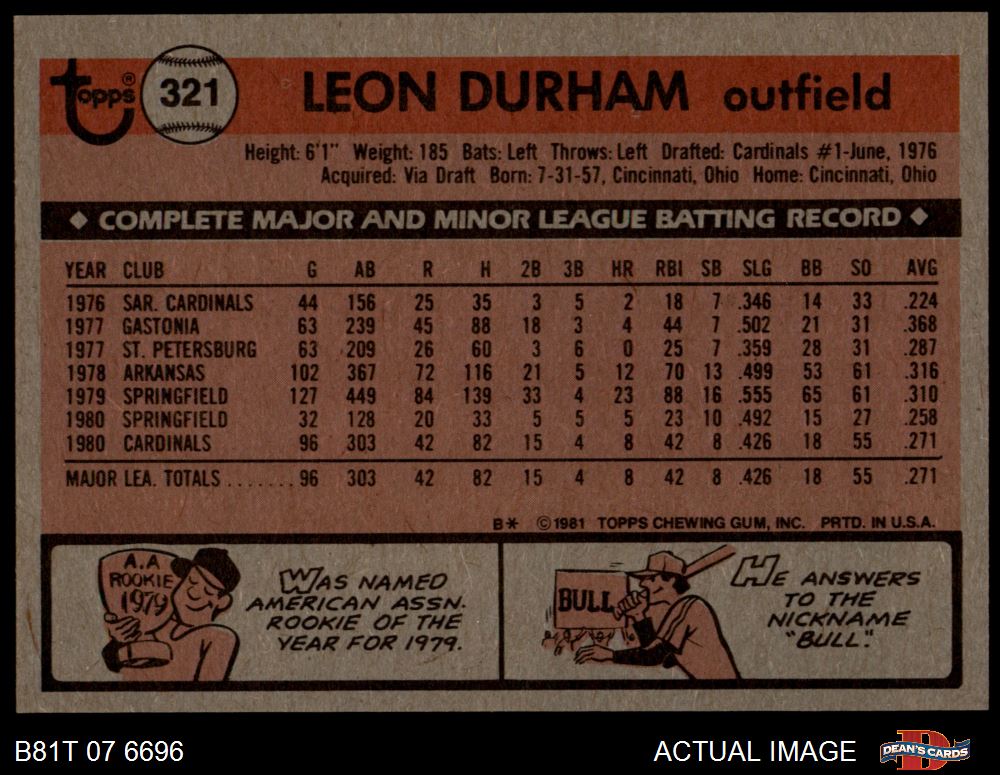 topps® 321 LEON DURHAM outfield
Height: 6'1" Weight: 185 Bats: Left Throws: Left Drafted: Cardinals #1-June, 1976
Acquired: Via Draft Born: 7-31-57, Cincinnati, Ohio Home: Cincinnati, Ohio
◆ COMPLETE MAJOR AND MINOR LEAGUE BATTING RECORD ◆
YEAR CLUB G AB R H 2B 3B HR RBI SB SLG BB SO AVG
1976 SAR. CARDINALS 44 156 25 35 3 5 2 18 7 .346 14 33 .224
1977 GASTONIA 63 239 45 88 18 3 4 44 7 .502 21 31 .368
1977 ST. PETERSBURG 63 209 26 60 3 6 0 25 7 .359 28 31 .287
1978 ARKANSAS 102 367 72 116 21 5 12 70 13 .499 53 61 .316
1979 SPRINGFIELD 127 449 84 139 33 4 23 88 16 .555 65 61 .310
1980 SPRINGFIELD 32 128 20 33 5 5 5 23 10 .492 15 27 .258
1980 CARDINALS 96 303 42 82 15 4 8 42 8 .426 18 55 .271
MAJOR LEA. TOTALS ....... 96 303 42 82 15 4 8 42 8 .426 18 55 .271
B* ©1981 TOPPS CHEWING GUM, INC. PRTD. IN U.S.A.
A.A
ROOKIE
1979
WAS NAMED
AMERICAN ASSN.
ROOKIE OF THE
YEAR FOR 1979.
BULL
HE ANSWERS
TO THE
NICKNAME
"BULL."
B81T 07 6696 ACTUAL IMAGE DEAN'S CARDS